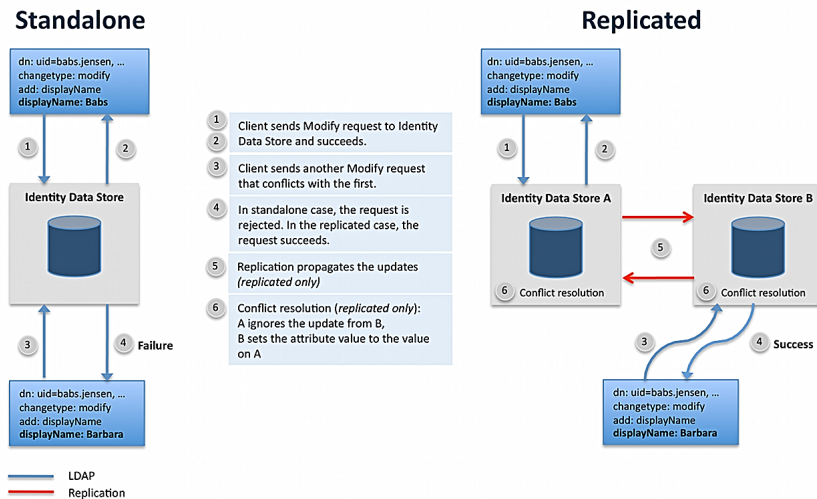 Standalone
Replicated
dn: uid=babs.jensen, ...
changetype: modify
add: displayName
displayName: Babs
1
2
Identity Data Store
3
4
Failure
dn: uid=babs.jensen, ...
changetype: modify
add: displayName
displayName: Barbara
LDAP
Replication
1
2
Client sends Modify request to Identity
Data Store and succeeds.
3
Client sends another Modify request
that conflicts with the first.
4
In standalone case, the request is
rejected. In the replicated case, the
request succeeds.
5
Replication propagates the updates
(replicated only)
6
Conflict resolution (replicated only):
A ignores the update from B,
B sets the attribute value to the value
on A
dn: uid=babs.jensen, ...
changetype: modify
add: displayName
displayName: Babs
1
2
Identity Data Store A
Identity Data Store B
5
6 Conflict resolution
6 Conflict resolution
3
4
Success
dn: uid=babs.jensen, ...
changetype: modify
add: displayName
displayName: Barbara